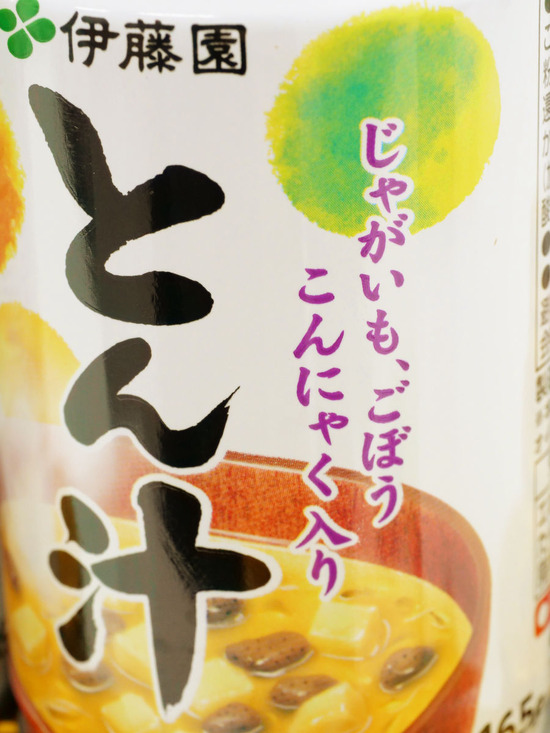 伊藤園
とん汁
じゃがいも、ごぼう
こんにゃく入り